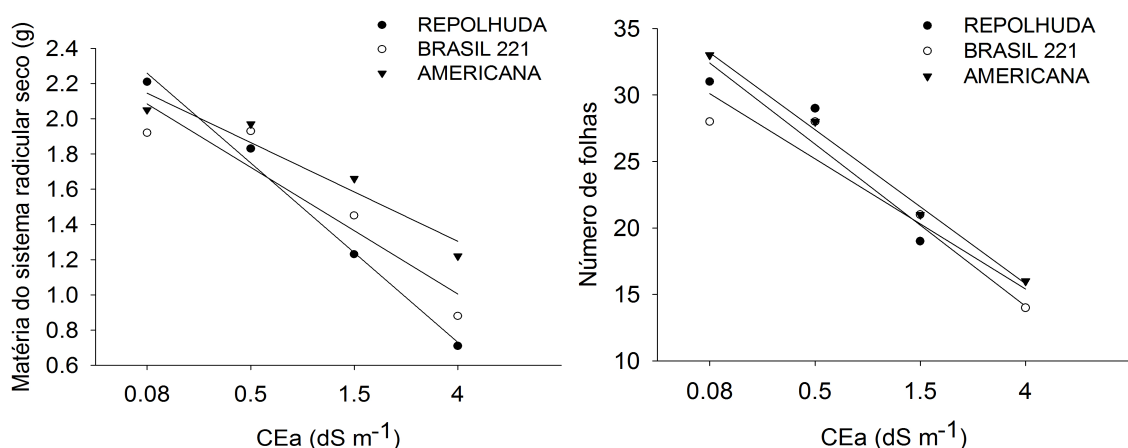 REPOLHUDA
BRASIL 221
AMERICANA
Matéria do sistema radicular seco (g)
2.4
2.2
2.0
1.8
1.6
1.4
1.2
1.0
0.8
0.6
0.08
0.5
1.5
4
CEa (dS m⁻¹)
REPOLHUDA
BRASIL 221
AMERICANA
Número de folhas
35
30
25
20
15
10
0.08
0.5
1.5
4
CEa (dS m⁻¹)